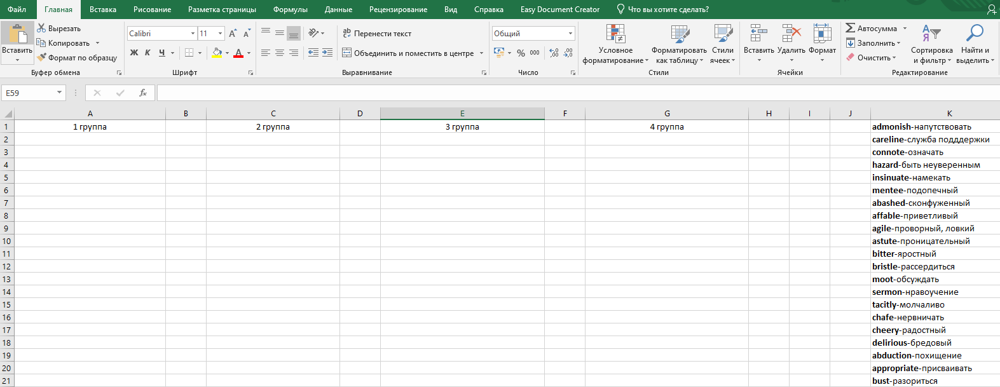 Файл Главная Вставка Рисование Разметка страницы Формулы Данные Рецензирование Вид Справка Easy Document Creator Что вы хотите сделать?
Вставить
Вырезать
Копировать
Формат по образцу
Буфер обмена
Calibri 11
Ж К Ч
Шрифт
Перенести текст
Объединить и поместить в центре
Выравнивание
Общий
% 000
Число
Условное форматирование
Форматировать как таблицу
Стили ячеек
Стили
Вставить Удалить Формат
Ячейки
Автосумма
Заполнить
Очистить
Сортировка и фильтр
Найти и выделить
Редактирование
E59 fx
A B C D E F G H I J K
1 1 группа 2 группа 3 группа 4 группа admonish-напутствовать
2 careline-служба подддержки
3 connote-означать
4 hazard-быть неуверенным
5 insinuate-намекать
6 mentee-подопечный
7 abashed-сконфуженный
8 affable-приветливый
9 agile-проворный, ловкий
10 astute-проницательный
11 bitter-яростный
12 bristle-рассердиться
13 moot-обсуждать
14 sermon-нравоучение
15 tacitly-молчаливо
16 chafe-нервничать
17 cheery-радостный
18 delirious-бредовый
19 abduction-похищение
20 appropriate-присваивать
21 bust-разориться